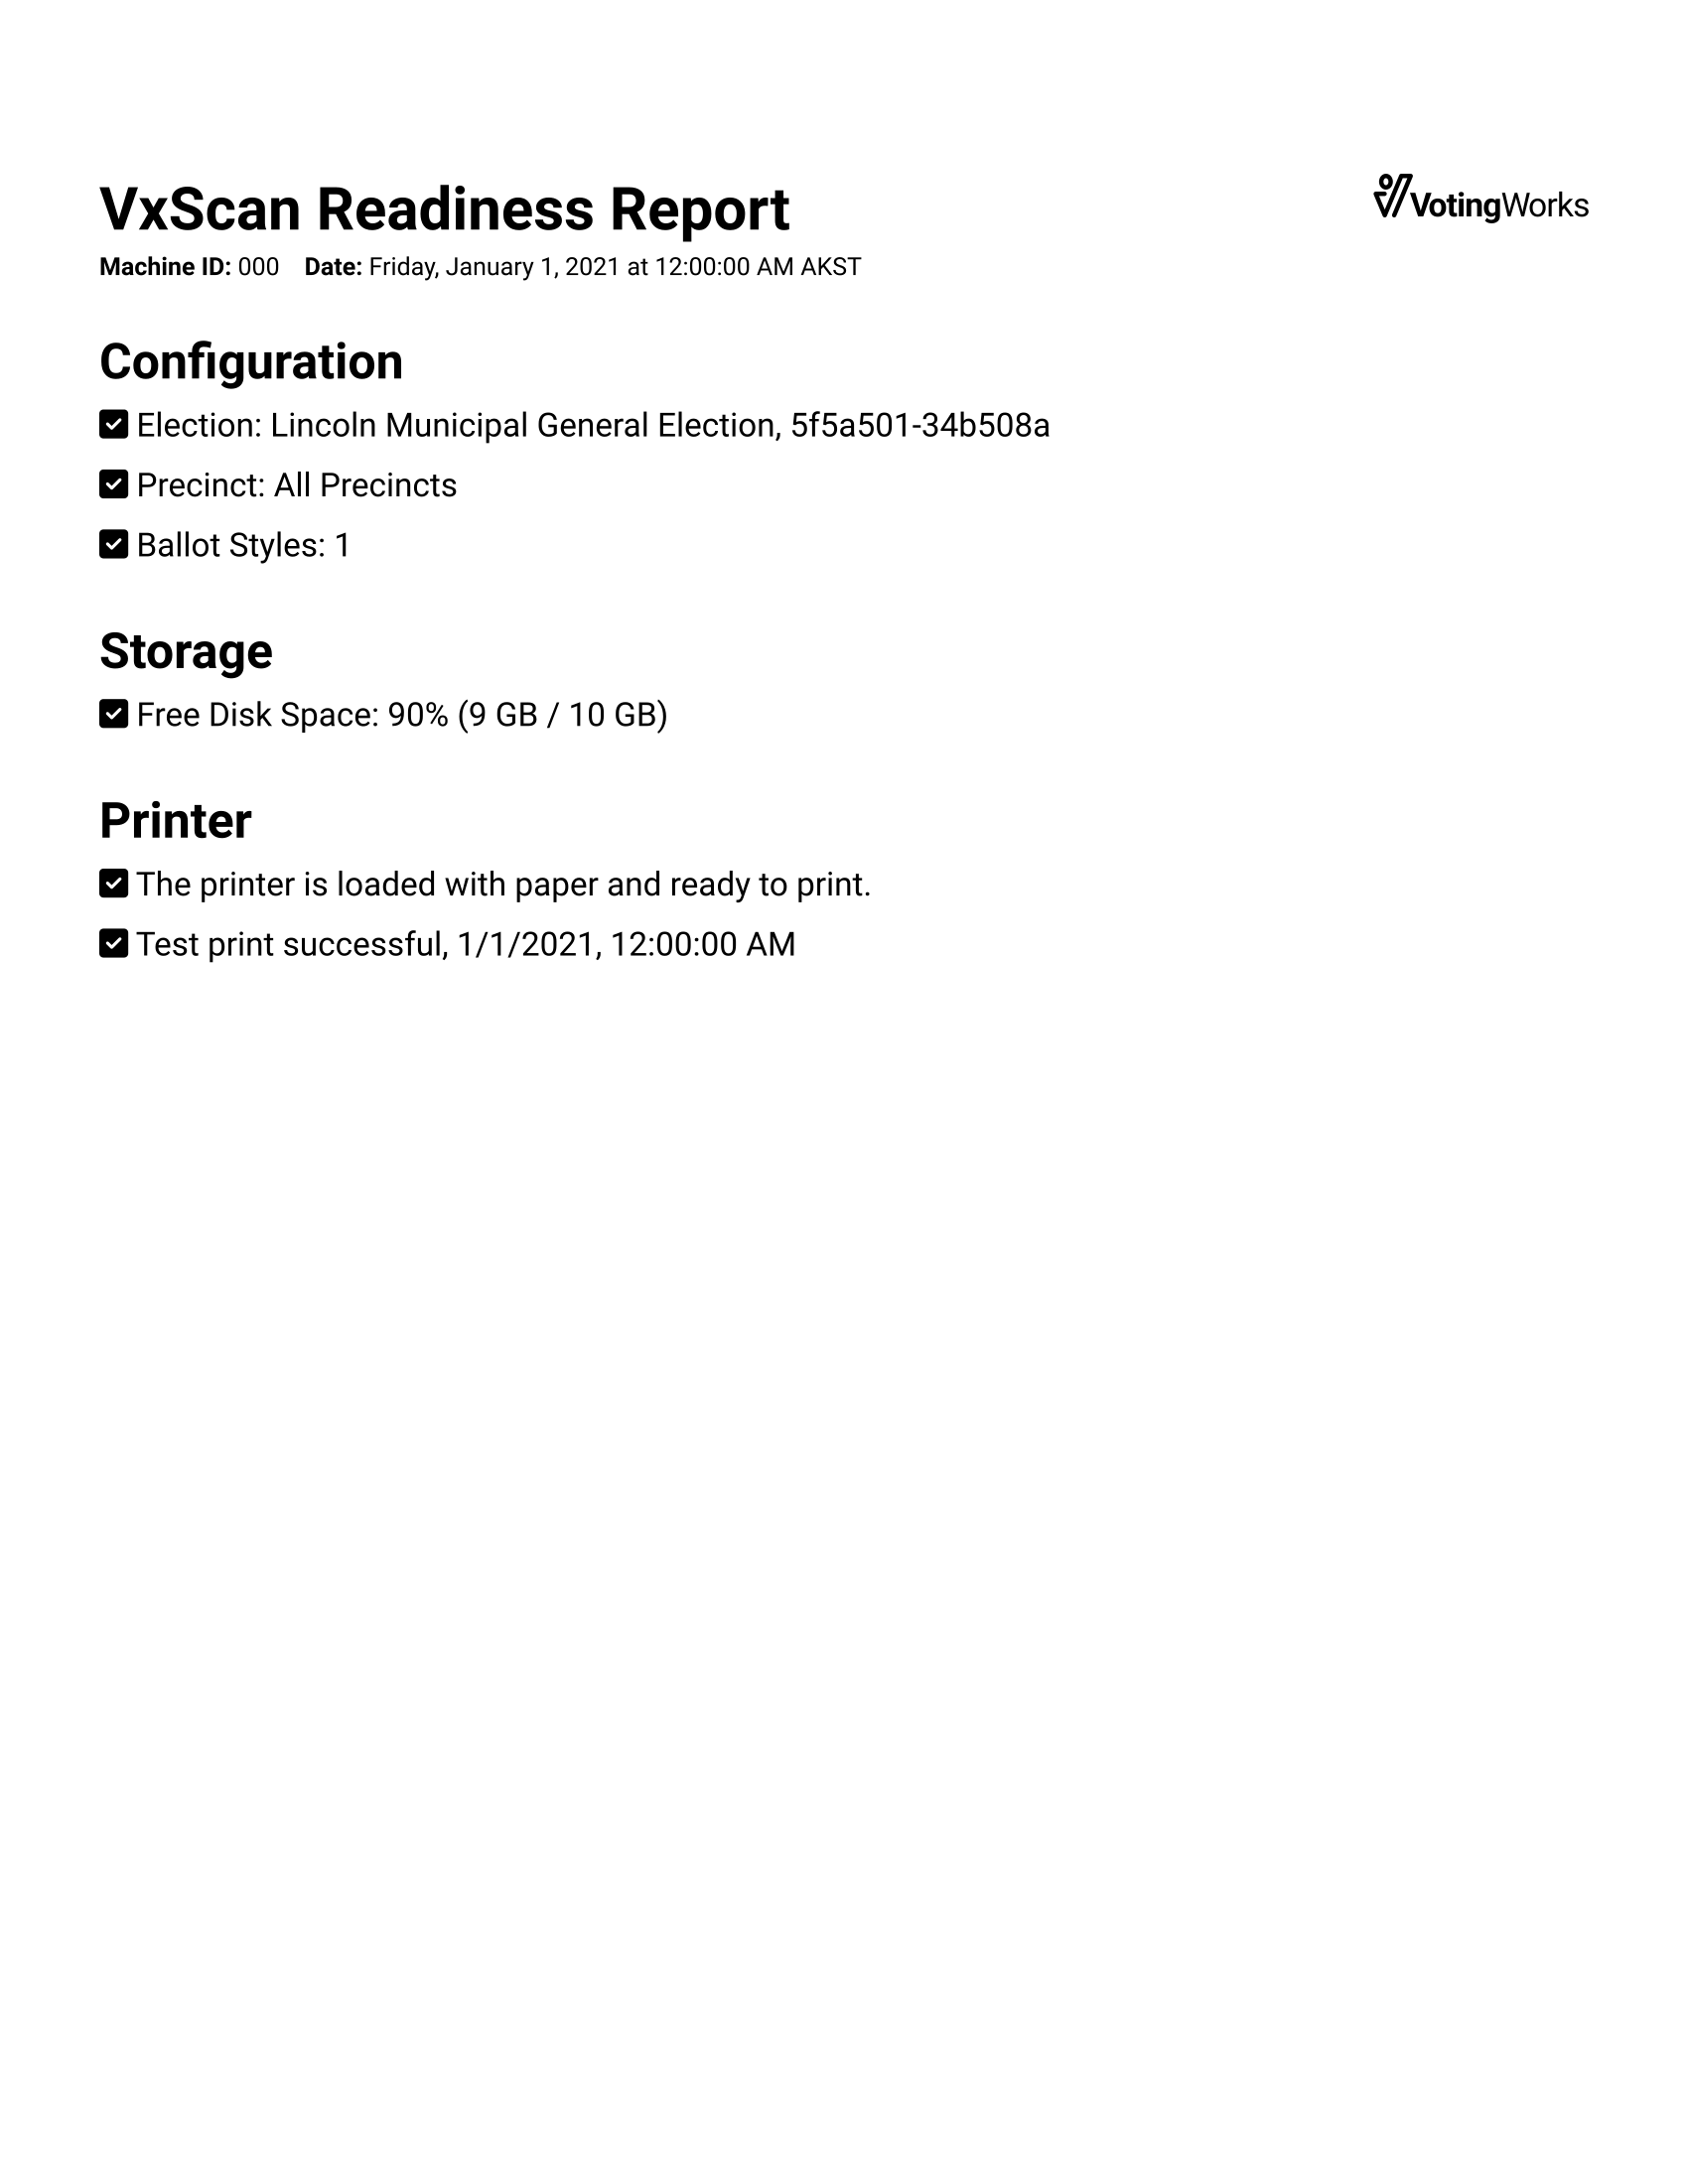 VxScan Readiness Report
VotingWorks
Machine ID: 000 Date: Friday, January 1, 2021 at 12:00:00 AM AKST
Configuration
Election: Lincoln Municipal General Election, 5f5a501-34b508a
Precinct: All Precincts
Ballot Styles: 1
Storage
Free Disk Space: 90% (9 GB / 10 GB)
Printer
The printer is loaded with paper and ready to print.
Test print successful, 1/1/2021, 12:00:00 AM